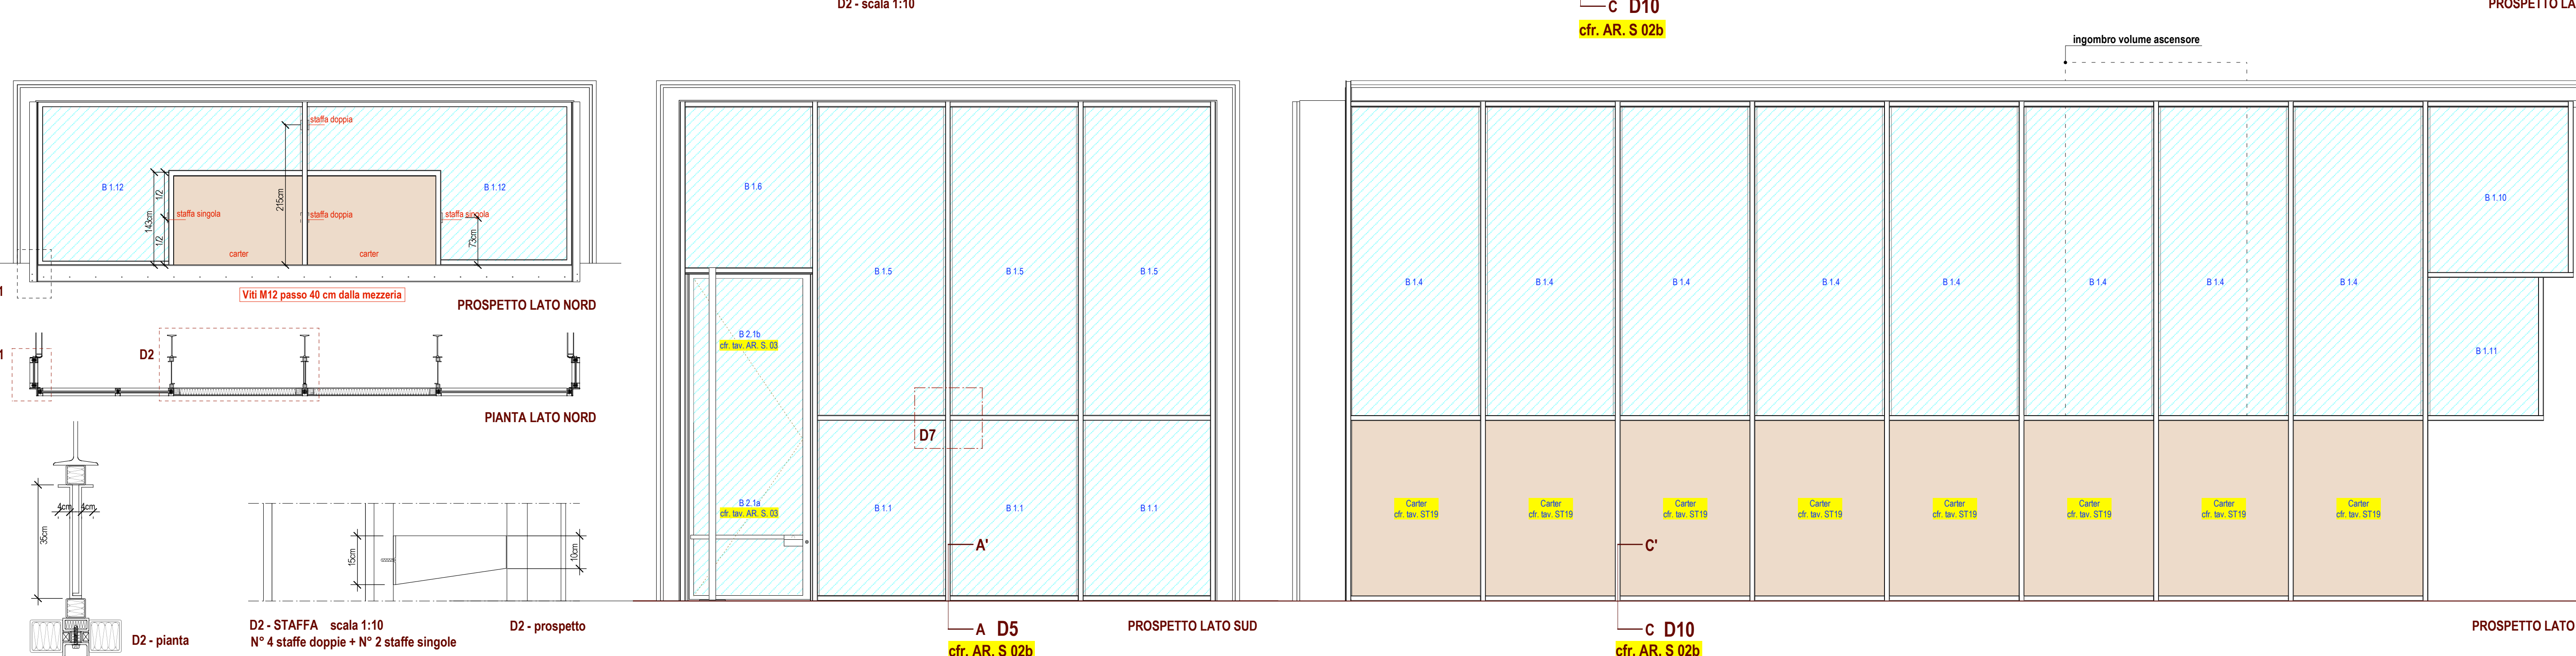 D2 - scala 1:10
C D10
cfr. AR. S 02b
PROSPETTO LA
ingombro volume ascensore
staffa doppia
B 1.12
B 1.12
1/2
143cm
1/2
215cm
staffa singola
staffa doppia
staffa singola
73cm
carter
carter
Viti M12 passo 40 cm dalla mezzeria
PROSPETTO LATO NORD
D2
PIANTA LATO NORD
4cm
4cm
35cm
D2 - pianta
15cm
10cm
D2 - STAFFA scala 1:10
N° 4 staffe doppie + N° 2 staffe singole
D2 - prospetto
B 1.6
B 1.5
B 1.5
B 1.5
B 2.1b
cfr. tav. AR. S. 03
D7
B 2.1a
cfr. tav. AR. S. 03
B 1.1
B 1.1
B 1.1
A'
A D5
cfr. AR. S 02b
PROSPETTO LATO SUD
B 1.4
B 1.4
B 1.4
B 1.4
B 1.4
B 1.4
B 1.4
B 1.4
B 1.10
B 1.11
Carter
cfr. tav. ST19
Carter
cfr. tav. ST19
Carter
cfr. tav. ST19
Carter
cfr. tav. ST19
Carter
cfr. tav. ST19
Carter
cfr. tav. ST19
Carter
cfr. tav. ST19
Carter
cfr. tav. ST19
C'
C D10
cfr. AR. S 02b
PROSPETTO LATO